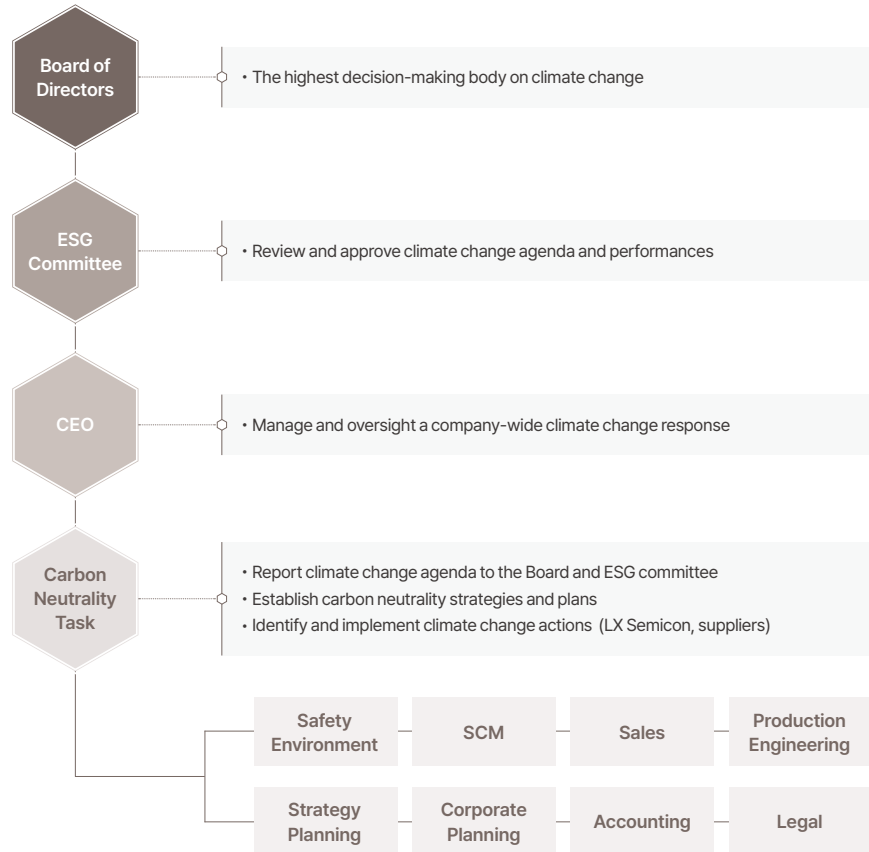 Board of
Directors
• The highest decision-making body on climate change
ESG
Committee
• Review and approve climate change agenda and performances
CEO
• Manage and oversight a company-wide climate change response
Carbon
Neutrality
Task
• Report climate change agenda to the Board and ESG committee
• Establish carbon neutrality strategies and plans
• Identify and implement climate change actions (LX Semicon, suppliers)
Safety
Environment
SCM
Sales
Production
Engineering
Strategy
Planning
Corporate
Planning
Accounting
Legal